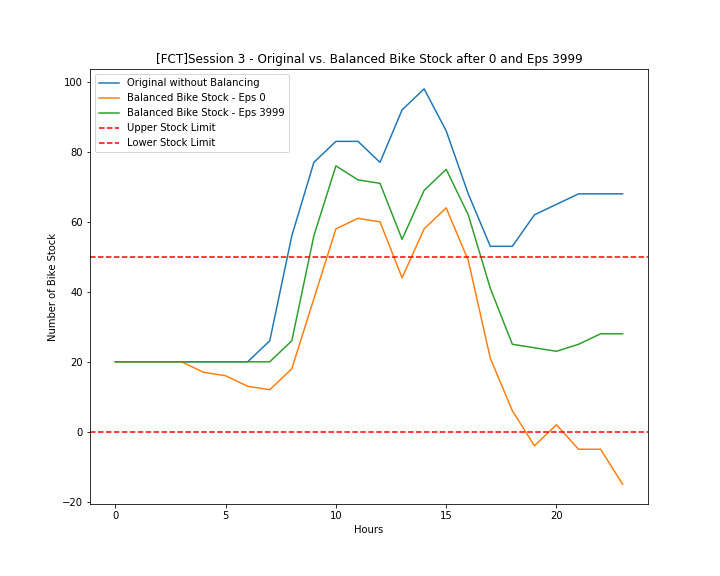 [FCT]Session 3 - Original vs. Balanced Bike Stock after 0 and Eps 3999
Original without Balancing
Balanced Bike Stock - Eps 0
Balanced Bike Stock - Eps 3999
Upper Stock Limit
Lower Stock Limit
100
80
60
40
20
0
−20
Number of Bike Stock
0
5
10
15
20
Hours